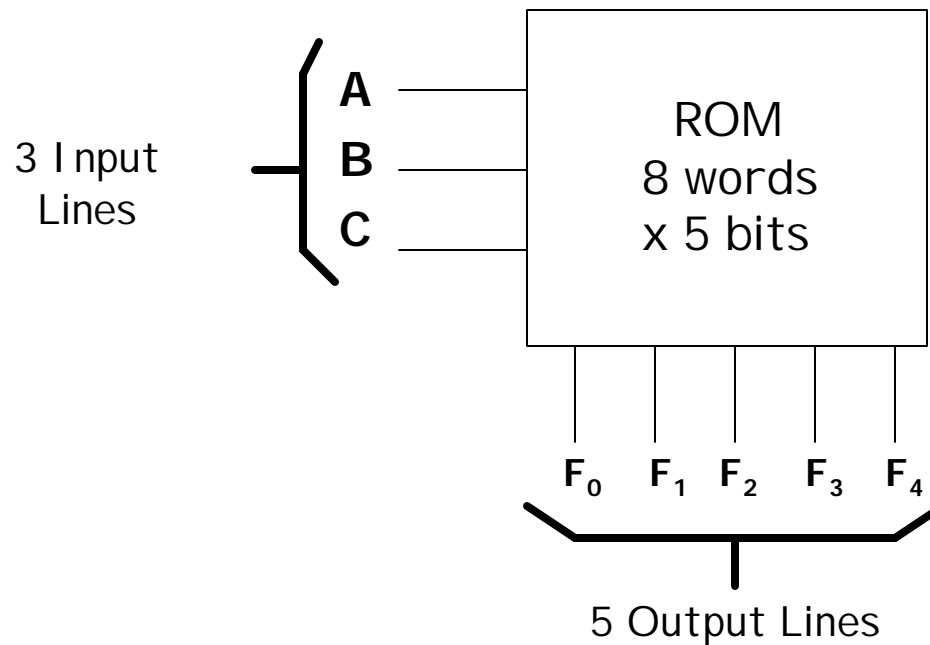 A
B
C
3 Input
Lines
ROM
8 words
x 5 bits
F0 F1 F2 F3 F4
5 Output Lines